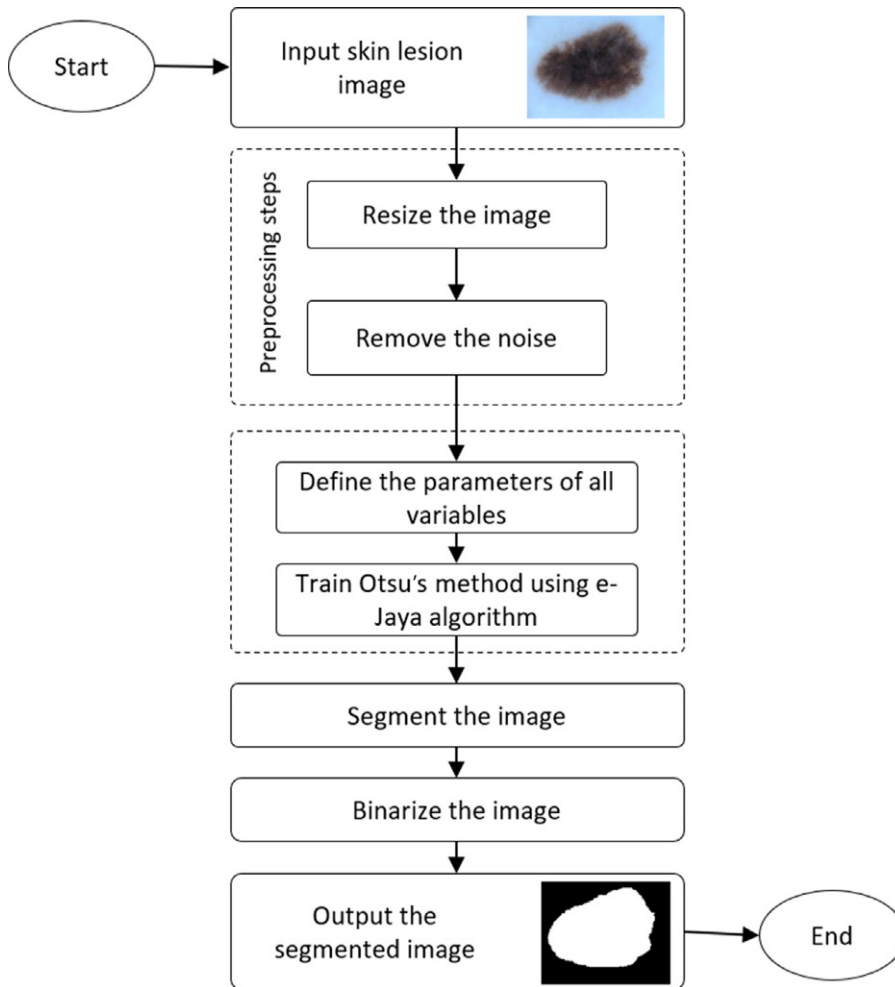 Start
Input skin lesion
image
Preprocessing steps
Resize the image
Remove the noise
Define the parameters of all
variables
Train Otsu's method using e-
Jaya algorithm
Segment the image
Binarize the image
Output the
segmented image
End